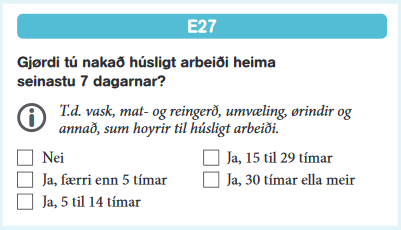 E27
Gjørdi tú nakað húsligt arbeiði heima
seinastu 7 dagarnar?
T.d. vask, mat- og reingerð, umvæling, ørindir og
annað, sum hoyrir til húsligt arbeiði.
Nei
Ja, færri enn 5 tímar
Ja, 5 til 14 tímar
Ja, 15 til 29 tímar
Ja, 30 tímar ella meir